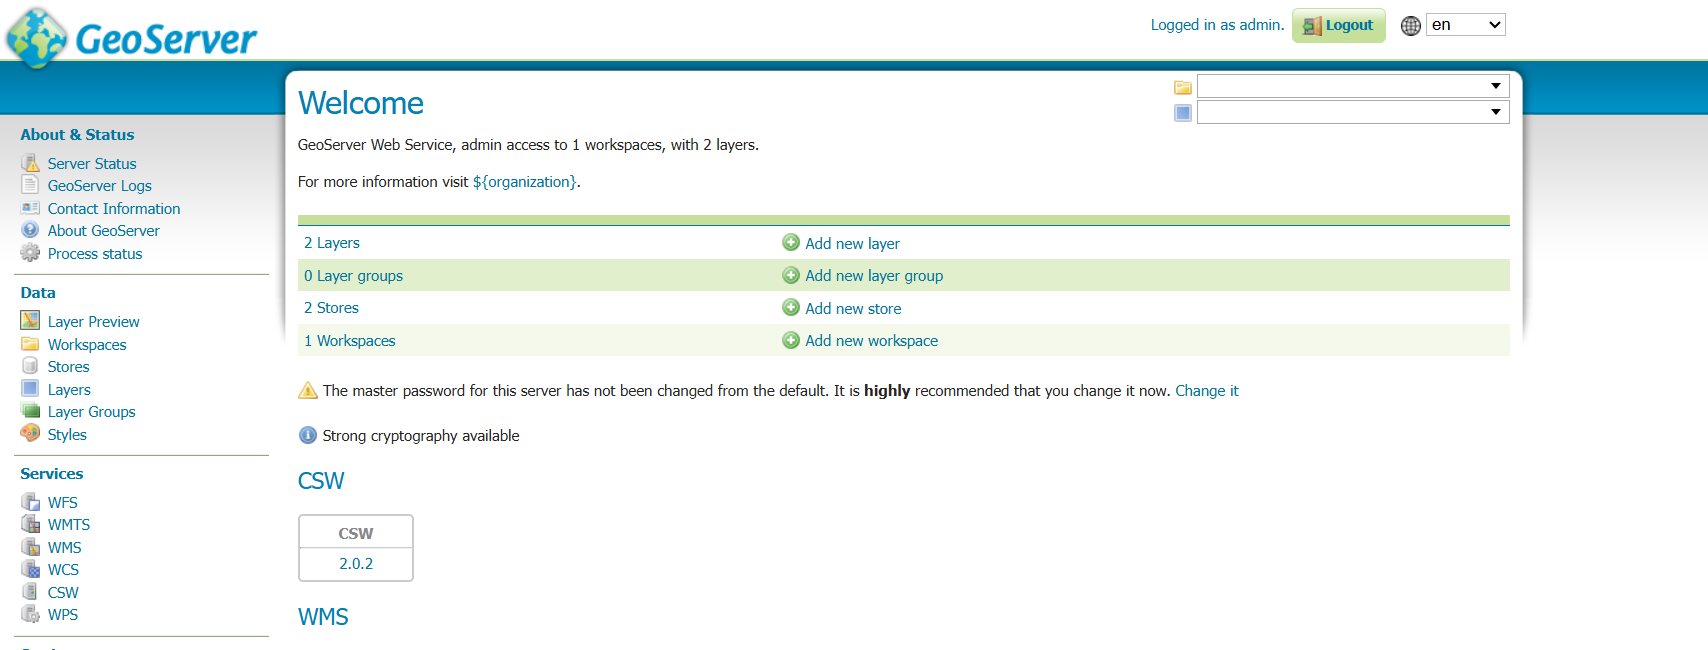 GeoServer
Logged in as admin.
Logout
en
About & Status
Server Status
GeoServer Logs
Contact Information
About GeoServer
Process status
Data
Layer Preview
Workspaces
Stores
Layers
Layer Groups
Styles
Services
WFS
WMTS
WMS
WCS
CSW
WPS
Welcome
GeoServer Web Service, admin access to 1 workspaces, with 2 layers.
For more information visit ${organization}.
2 Layers
Add new layer
0 Layer groups
Add new layer group
2 Stores
Add new store
1 Workspaces
Add new workspace
The master password for this server has not been changed from the default. It is highly recommended that you change it now. Change it
Strong cryptography available
CSW
CSW
2.0.2
WMS